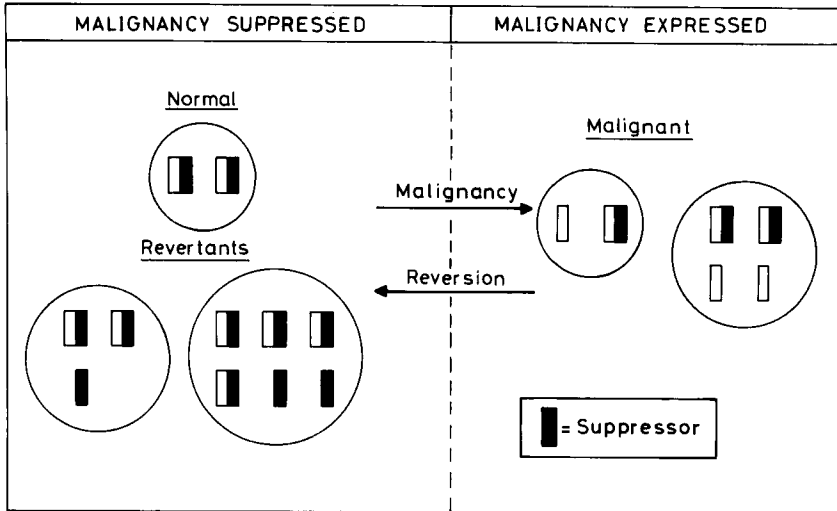 MALIGNANCY SUPPRESSED
MALIGNANCY EXPRESSED
Normal
Malignant
Malignancy
Revertants
Reversion
= Suppressor